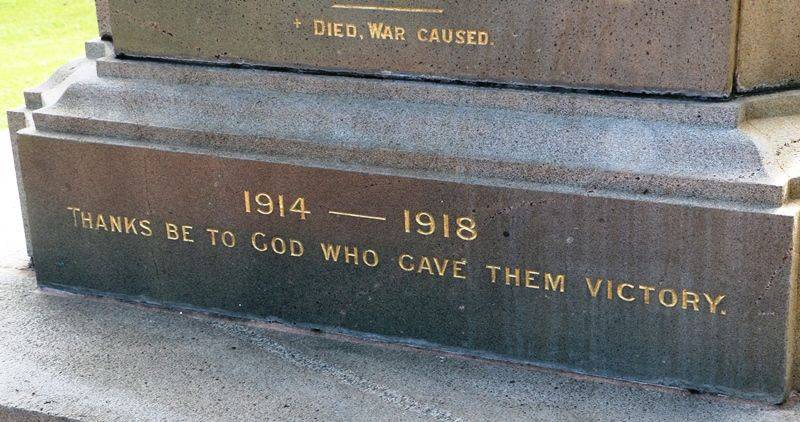 + DIED, WAR CAUSED.
1914 — 1918
THANKS BE TO GOD WHO GAVE THEM VICTORY.